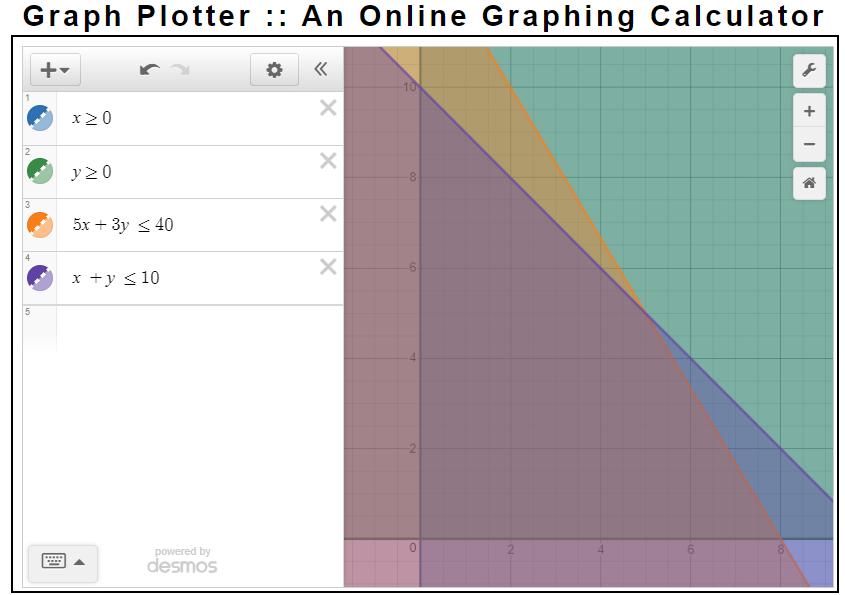 Graph Plotter :: An Online Graphing Calculator
1
x ≥ 0
2
y ≥ 0
3
5x + 3y ≤ 40
4
x + y ≤ 10
5
powered by
desmos
10
8
6
4
2
0
2
4
6
8